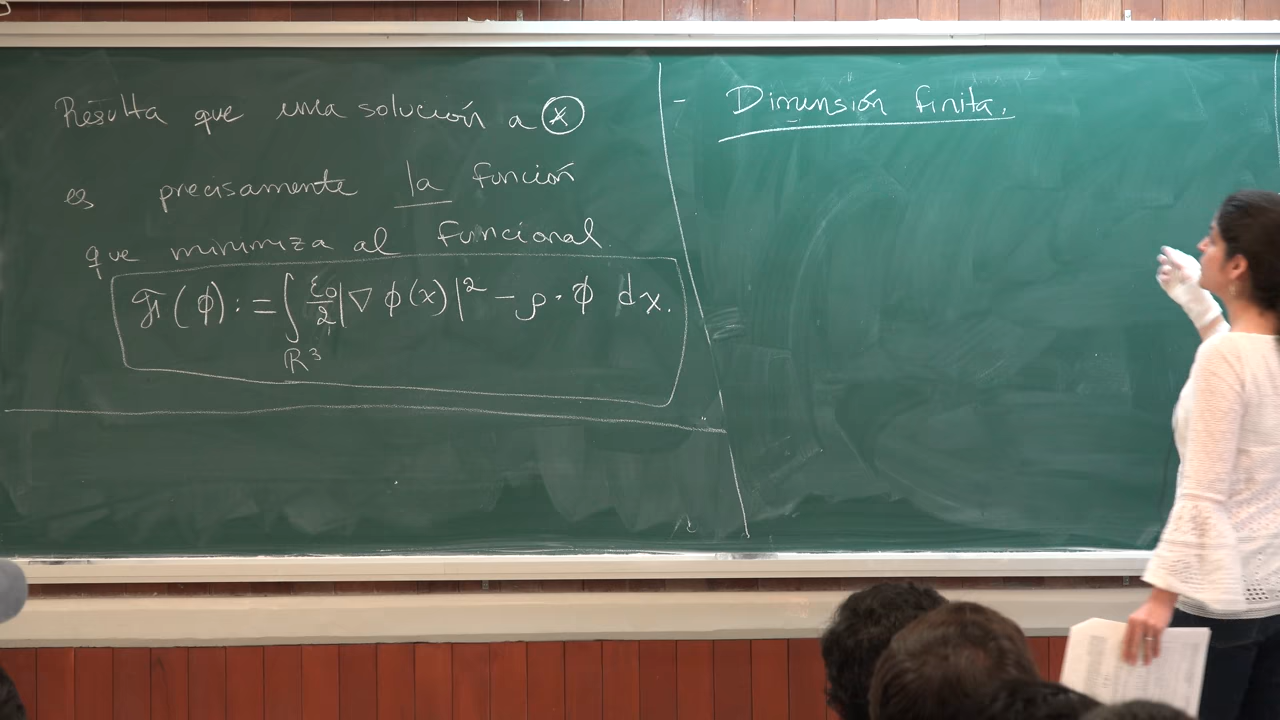 Resulta que una solución a ⊛
es precisamente la función
que minimiza al funcional
F(ϕ) := ∫_{ℝ³} ε₀/2 |∇ϕ(x)|² − ρ·ϕ dx.
- Dimensión finita.